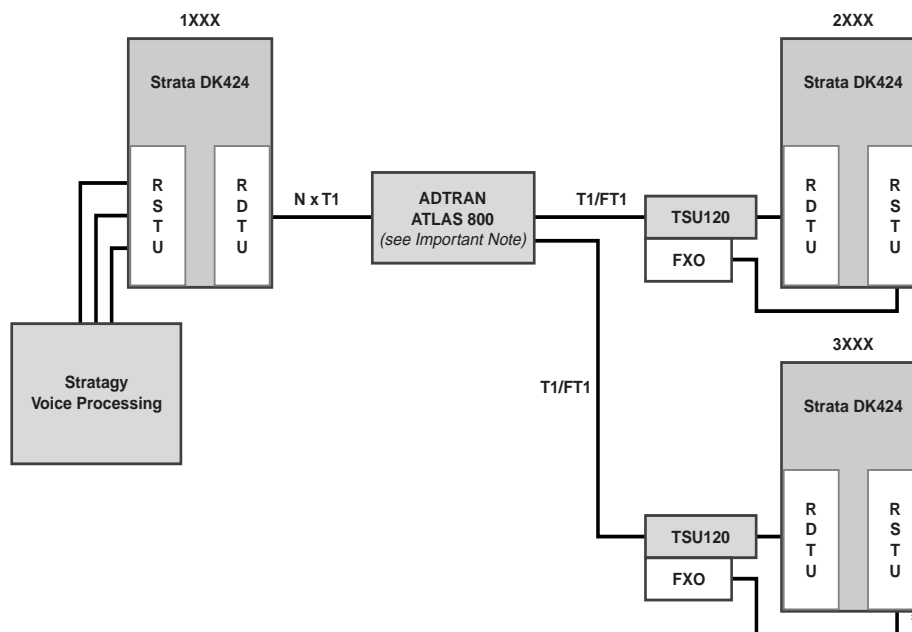 1XXX
Strata DK424
R
S
T
U
R
D
T
U
N x T1
ADTRAN
ATLAS 800
(see Important Note)
T1/FT1
TSU120
FXO
2XXX
Strata DK424
R
D
T
U
R
S
T
U
Stratagy
Voice Processing
T1/FT1
3XXX
Strata DK424
TSU120
FXO
R
D
T
U
R
S
T
U